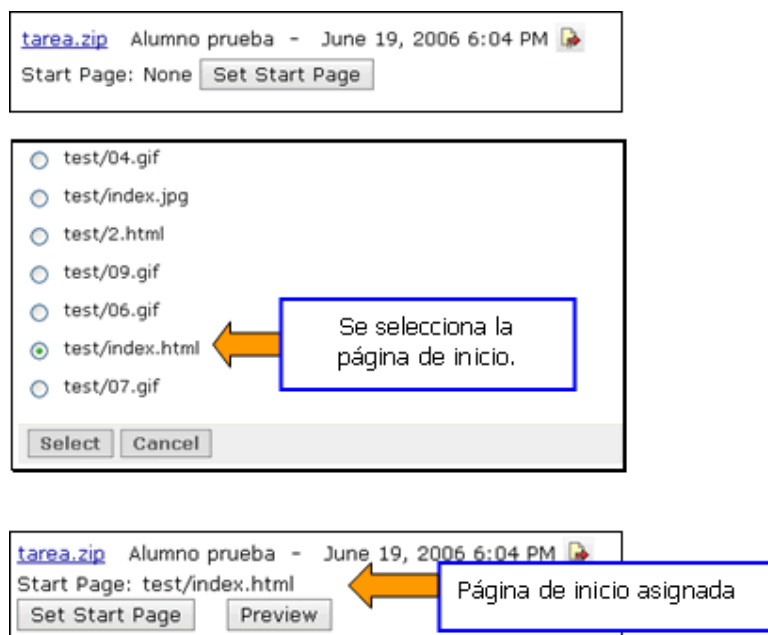 tarea.zip Alumno prueba - June 19, 2006 6:04 PM
Start Page: None Set Start Page
test/04.gif
test/index.jpg
test/2.html
test/09.gif
test/06.gif
test/index.html
test/07.gif
Se selecciona la
página de inicio.
Select Cancel
tarea.zip Alumno prueba - June 19, 2006 6:04 PM
Start Page: test/index.html
Página de inicio asignada
Set Start Page Preview